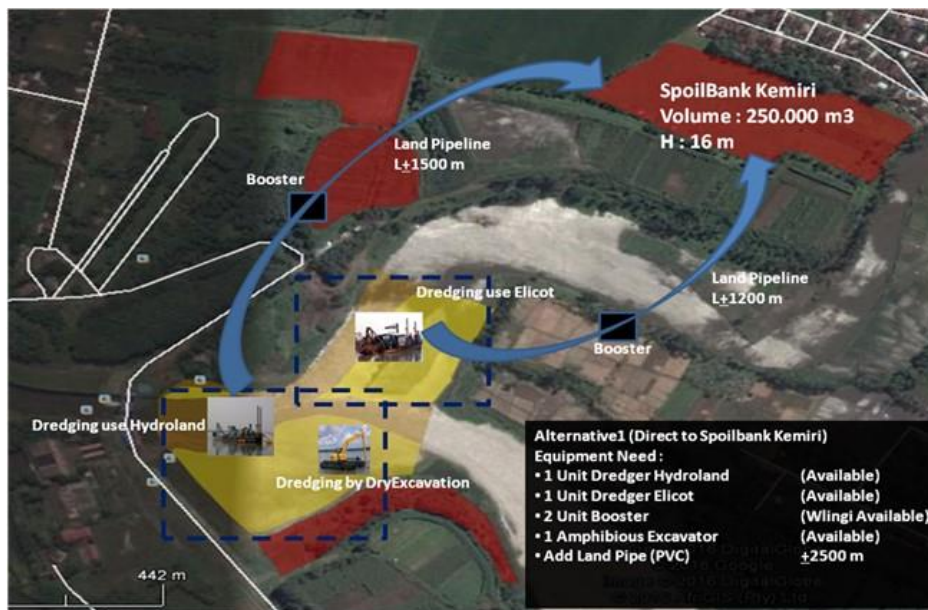 SpoilBank Kemiri
Volume : 250.000 m3
H : 16 m
Land Pipeline
L±1500 m
Booster
Dredging use Elicot
Land Pipeline
L±1200 m
Booster
Dredging use Hydroland
Dredging by DryExcavation
Alternative1 (Direct to Spoilbank Kemiri)
Equipment Need :
• 1 Unit Dredger Hydroland (Available)
• 1 Unit Dredger Elicot (Available)
• 2 Unit Booster (Wlingi Available)
• 1 Amphibious Excavator (Available)
• Add Land Pipe (PVC) ±2500 m
442 m